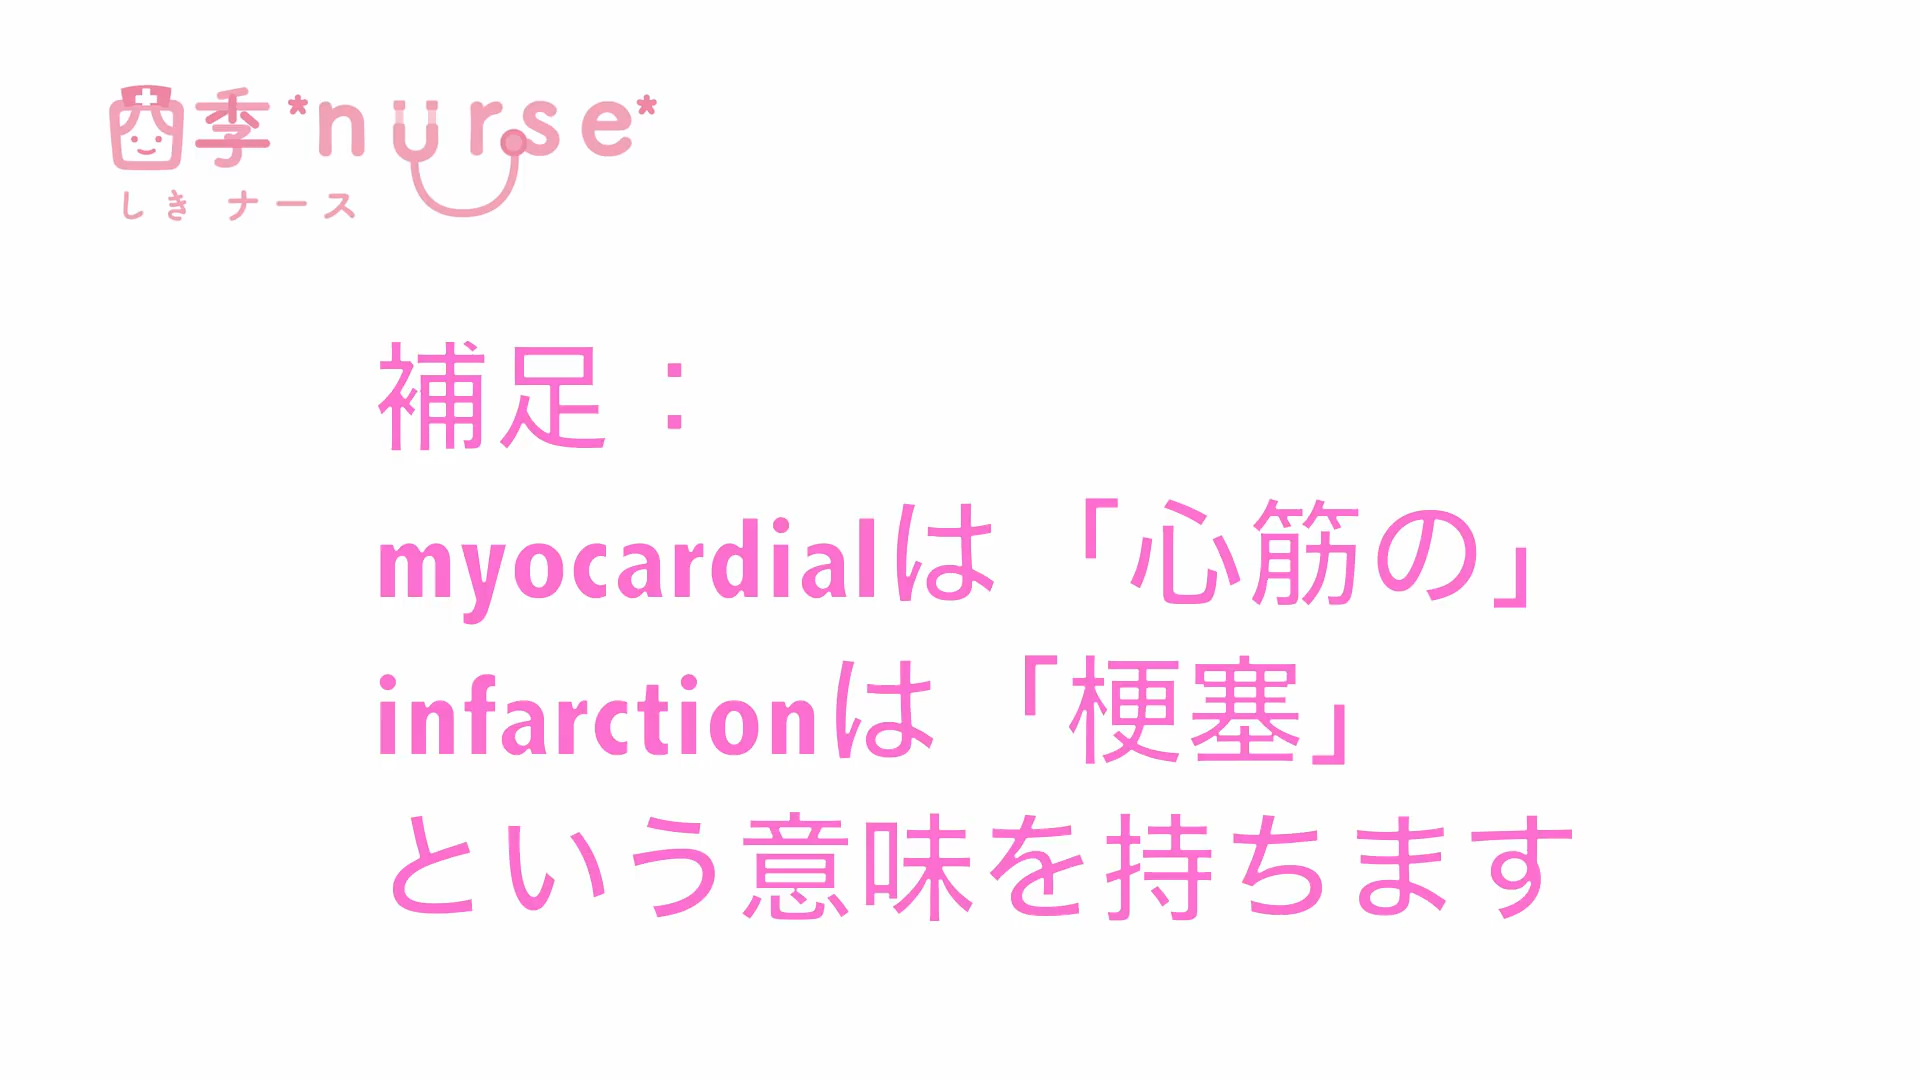 四季*nurse*
しき ナース
補足：
myocardialは「心筋の」
infarctionは「梗塞」
という意味を持ちます